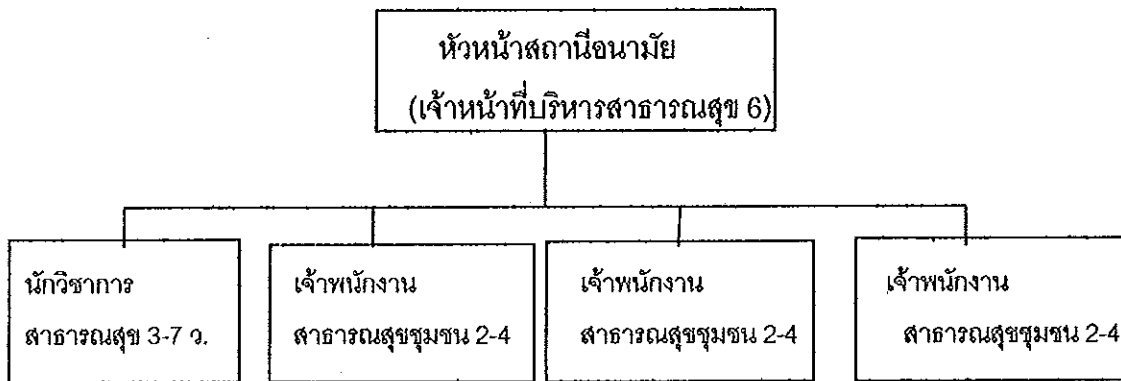 หัวหน้าสถานีอนามัย
(เจ้าหน้าที่บริหารสาธารณสุข 6)
นักวิชาการ
สาธารณสุข 3-7 ว.
เจ้าพนักงาน
สาธารณสุขชุมชน 2-4
เจ้าพนักงาน
สาธารณสุขชุมชน 2-4
เจ้าพนักงาน
สาธารณสุขชุมชน 2-4